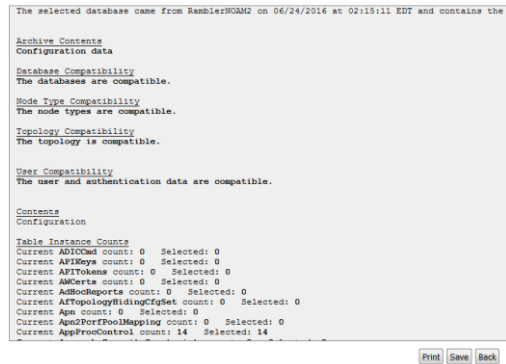 The selected database came from RamblerNOAM2 on 06/24/2016 at 02:15:11 EDT and contains the
Archive Contents
Configuration data
Database Compatibility
The databases are compatible.
Node Type Compatibility
The node types are compatible.
Topology Compatibility
The topology is compatible.
User Compatibility
The user and authentication data are compatible.
Contents
Configuration
Table Instance Counts
Current ADICCmd count: 0 Selected: 0
Current APIKeys count: 0 Selected: 0
Current APITokens count: 0 Selected: 0
Current AWCerts count: 0 Selected: 0
Current AdHocReports count: 0 Selected: 0
Current AfTopologyHidingCfgSet count: 0 Selected: 0
Current Apn count: 0 Selected: 0
Current Apn2PcrfPoolMapping count: 0 Selected: 0
Current AppProcControl count: 14 Selected: 14
Print Save Back